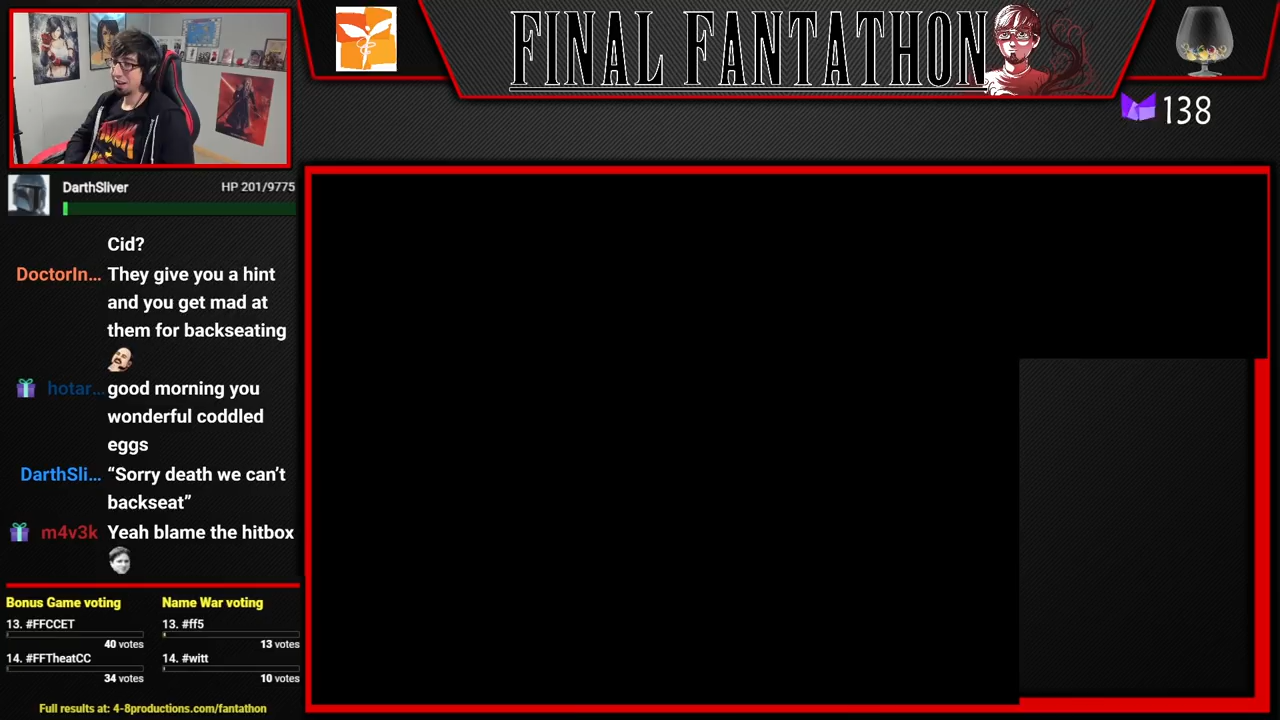 FINAL FANTATHON
138
DarthSliver HP 201/9775
Cid?
DoctorIn... They give you a hint
and you get mad at
them for backseating
hotar... good morning you
wonderful coddled
eggs
DarthSli... “Sorry death we can’t
backseat”
m4v3k Yeah blame the hitbox
Bonus Game voting Name War voting
13. #FFCCET 13. #ff5
40 votes 13 votes
14. #FFTheatCC 14. #witt
34 votes 10 votes
Full results at: 4-8productions.com/fantathon